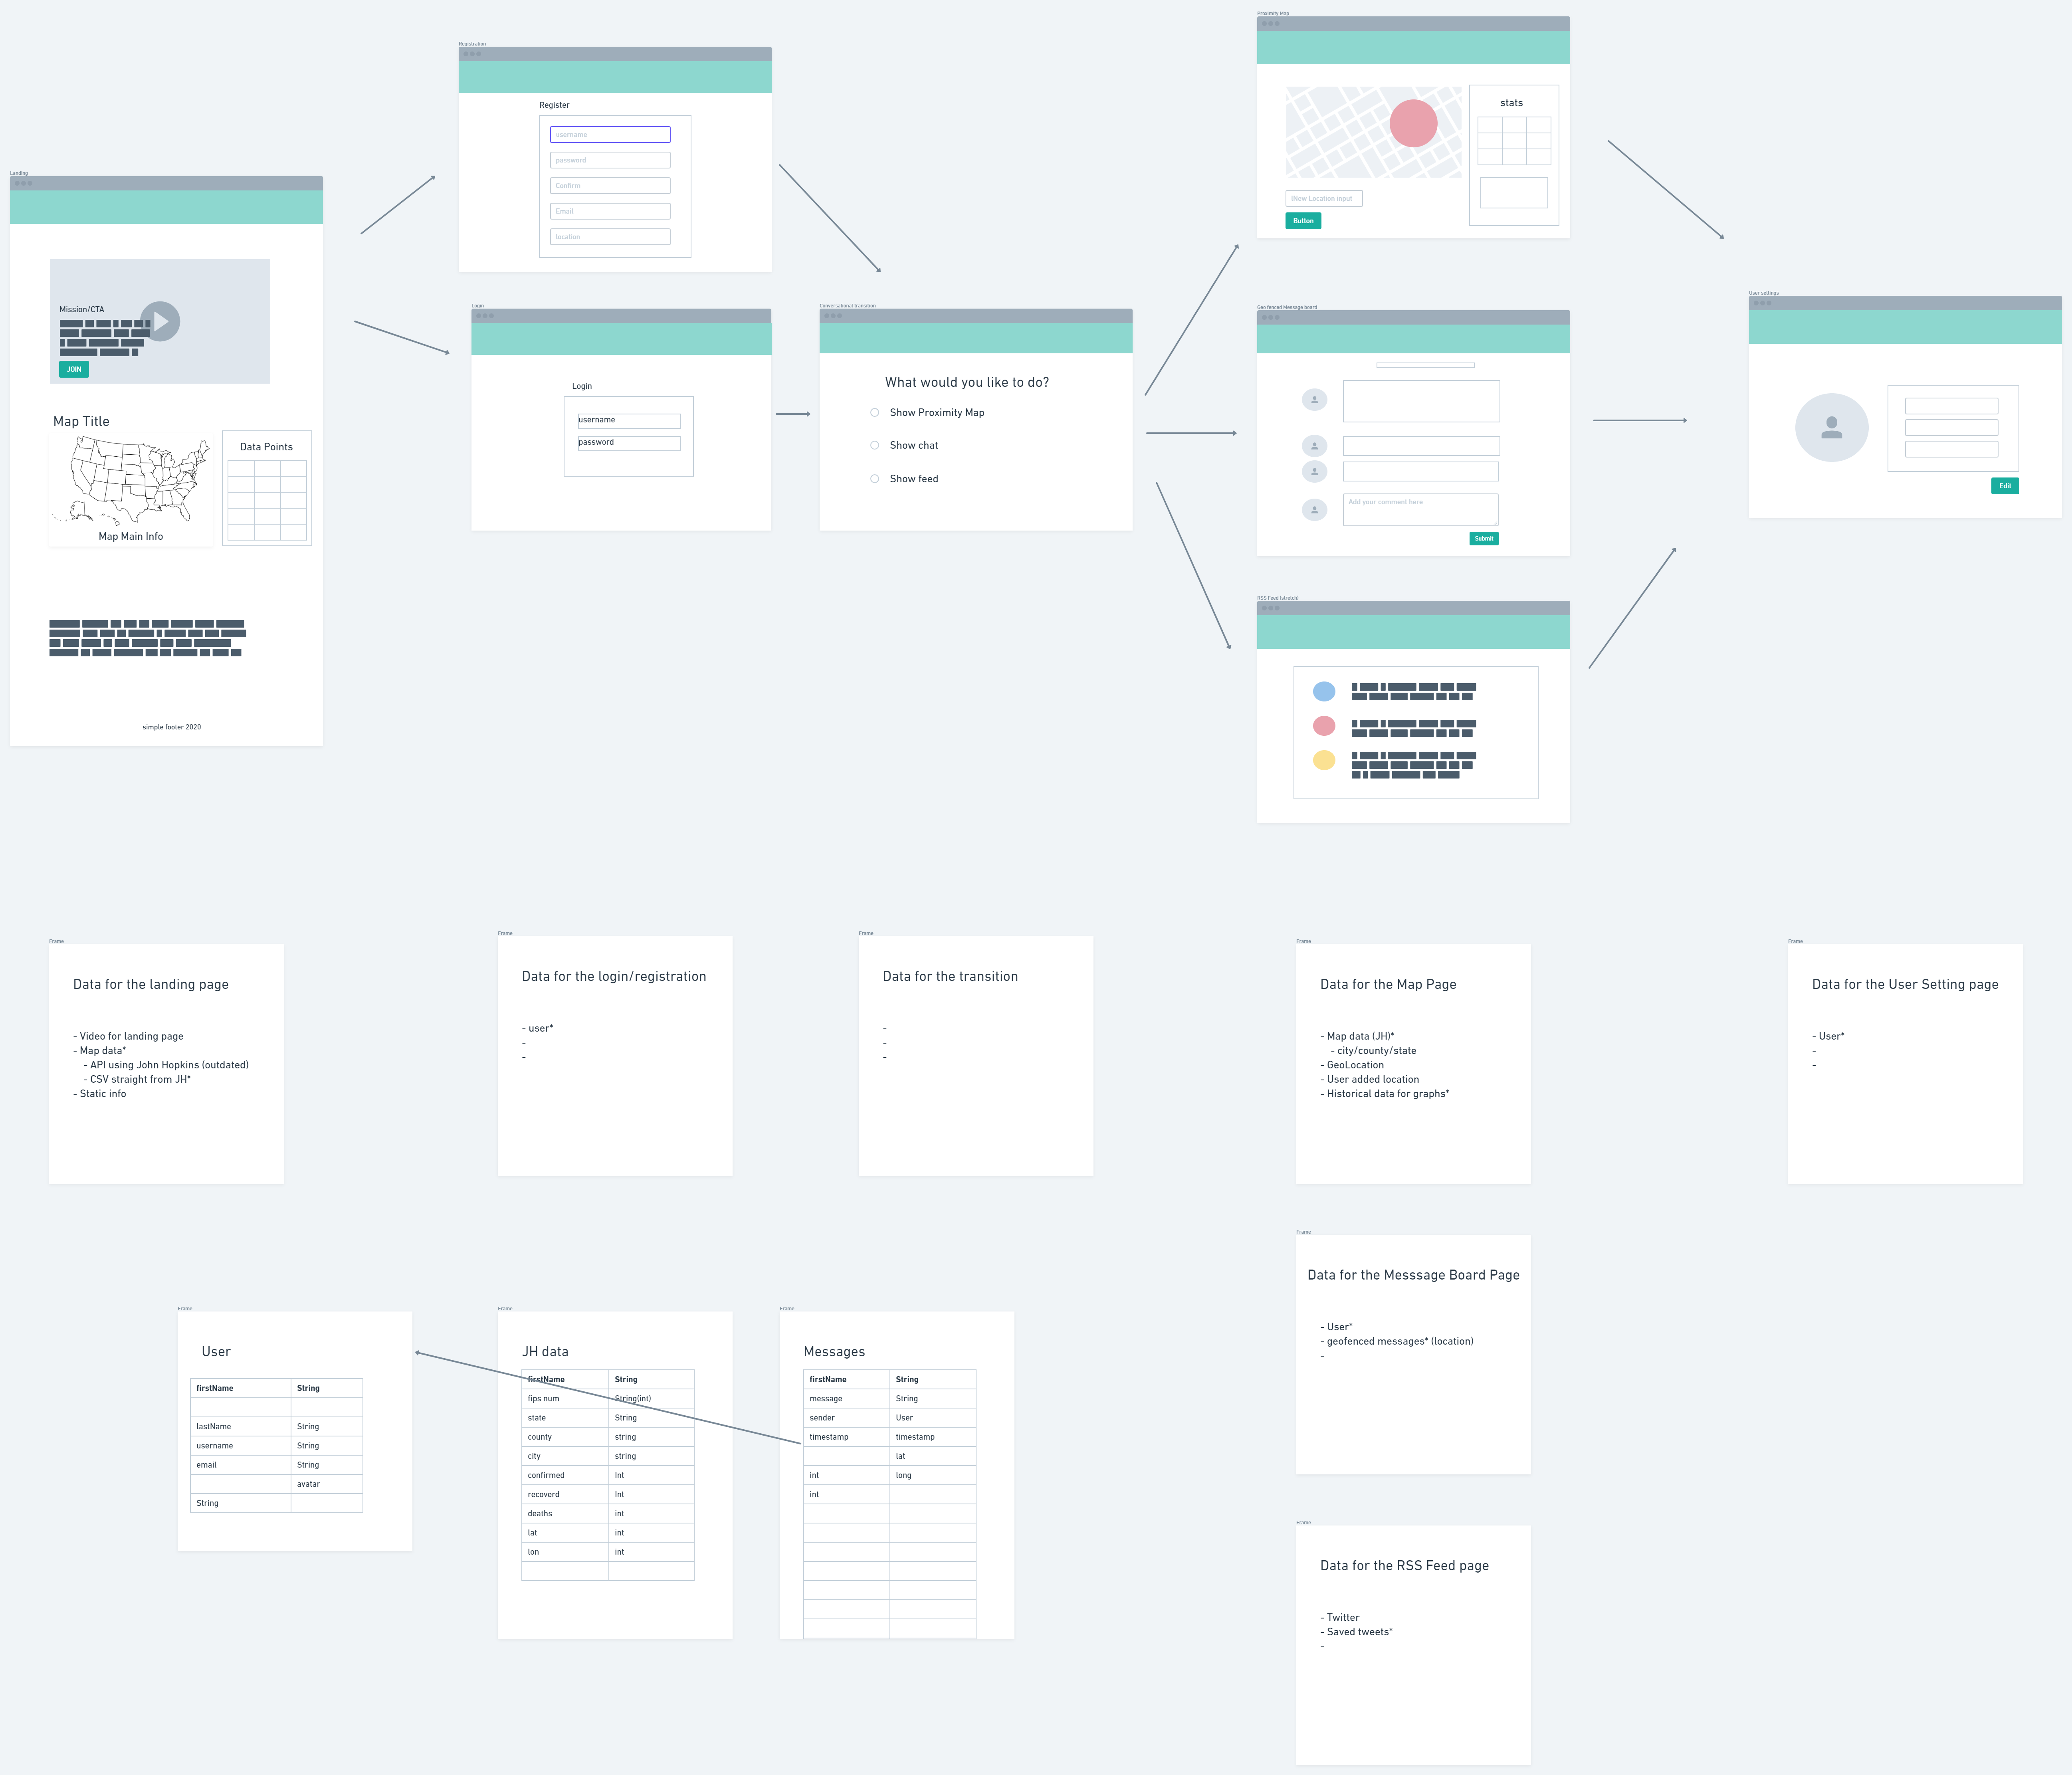 Landing
Mission/CTA
JOIN
Map Title
Map Main Info
Data Points
simple footer 2020
Registration
Register
username
password
Confirm
Email
location
Login
Login
username
password
Conversational transition
What would you like to do?
Show Proximity Map
Show chat
Show feed
Proximity Map
stats
INew Location input
Button
Geo fenced Message board
Add your comment here
Submit
RSS Feed (stretch)
User settings
Edit
Frame
Data for the landing page
- Video for landing page
- Map data*
- API using John Hopkins (outdated)
- CSV straight from JH*
- Static info
Frame
Data for the login/registration
- user*
-
-
Frame
Data for the transition
-
-
-
Frame
Data for the Map Page
- Map data (JH)*
- city/county/state
- GeoLocation
- User added location
- Historical data for graphs*
Frame
Data for the User Setting page
- User*
-
-
Frame
Data for the Messsage Board Page
- User*
- geofenced messages* (location)
-
Frame
User
firstName String
lastName String
username String
email String
avatar
String
Frame
JH data
firstName String
fips num String(int)
state String
county string
city string
confirmed Int
recoverd Int
deaths int
lat int
lon int
Frame
Messages
firstName String
message String
sender User
timestamp timestamp
lat
int long
int
Frame
Data for the RSS Feed page
- Twitter
- Saved tweets*
-